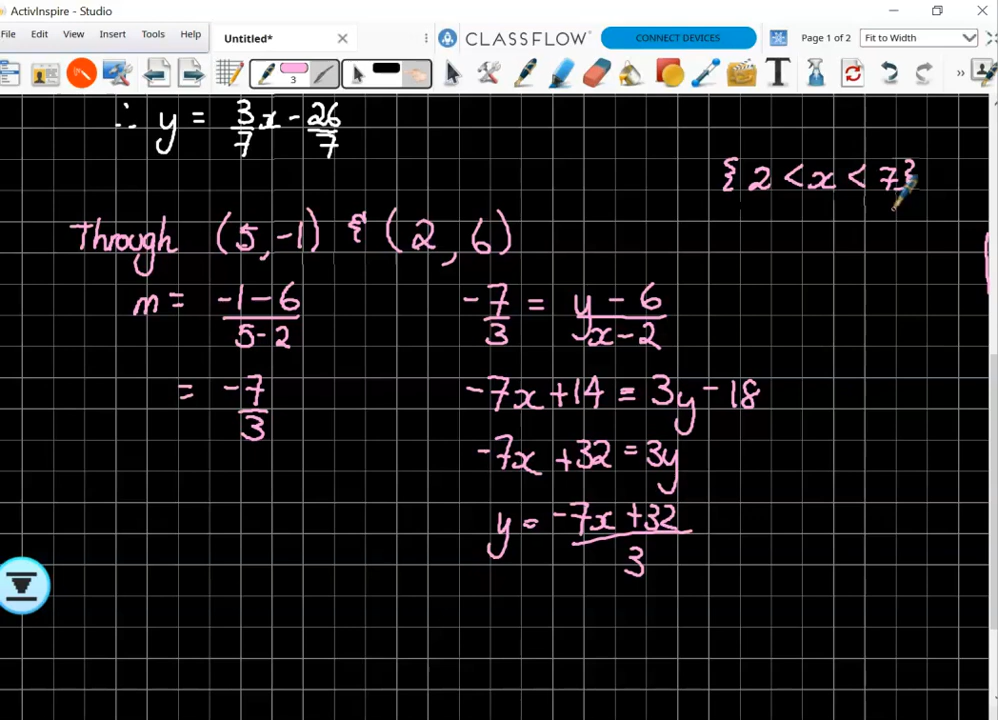 ActivInspire - Studio
File Edit View Insert Tools Help
Untitled*
CLASSFLOW
CONNECT DEVICES
Page 1 of 2
Fit to Width
3
∴ y = 3/7 x - 26/7
{ 2 < x < 7}
Through (5, -1) & (2, 6)
m = (-1 - 6)/(5 - 2)
-7/3 = (y - 6)/(x - 2)
= -7/3
-7x + 14 = 3y - 18
-7x + 32 = 3y
y = (-7x + 32)/3